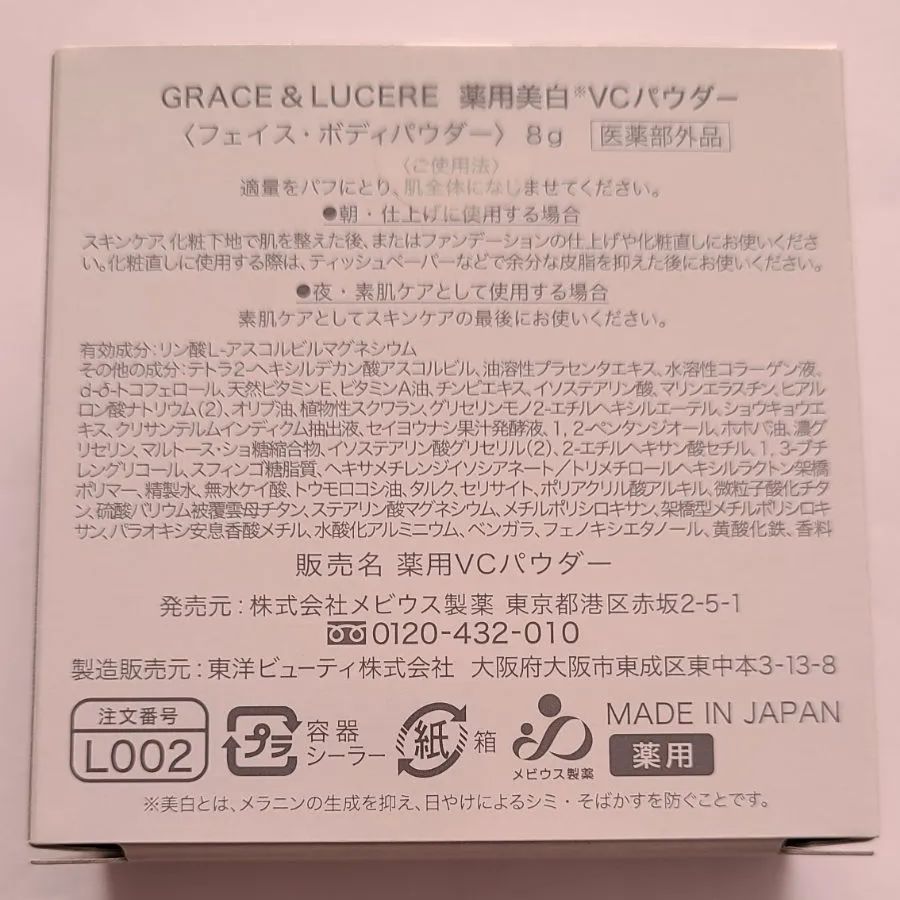 GRACE & LUCERE 薬用美白※VCパウダー
〈フェイス・ボディパウダー〉 8g 医薬部外品
〈ご使用法〉
適量をパフにとり、肌全体になじませてください。
●朝・仕上げに使用する場合
スキンケア、化粧下地で肌を整えた後、またはファンデーションの仕上げや化粧直しにお使いくださ
い。化粧直しに使用する際は、ティッシュペーパーなどで余分な皮脂を抑えた後にお使いください。
●夜・素肌ケアとして使用する場合
素肌ケアとしてスキンケアの最後にお使いください。
有効成分：リン酸L-アスコルビルマグネシウム
その他の成分：テトラ2-ヘキシルデカン酸アスコルビル、油溶性プラセンタエキス、水溶性コラーゲン液、
d-δ-トコフェロール、天然ビタミンE、ビタミンA油、チンピエキス、イソステアリン酸、マリンエラスチン、ヒアル
ロン酸ナトリウム（2）、オリブ油、植物性スクワラン、グリセリンモノ2-エチルヘキシルエーテル、ショウキョウエ
キス、クリサンテルムインディクム抽出液、セイヨウナシ果汁発酵液、1，2-ペンタンジオール、ホホバ油、濃グ
リセリン、マルトース・ショ糖縮合物、イソステアリン酸グリセリル（2）、2-エチルヘキサン酸セチル、1，3-ブチ
レングリコール、スフィンゴ糖脂質、ヘキサメチレンジイソシアネート／トリメチロールヘキシルラクトン架橋
ポリマー、精製水、無水ケイ酸、トウモロコシ油、タルク、セリサイト、ポリアクリル酸アルキル、微粒子酸化チタ
ン、硫酸バリウム被覆雲母チタン、ステアリン酸マグネシウム、メチルポリシロキサン、架橋型メチルポリシロキ
サン、パラオキシ安息香酸メチル、水酸化アルミニウム、ベンガラ、フェノキシエタノール、黄酸化鉄、香料
販売名 薬用VCパウダー
発売元：株式会社メビウス製薬 東京都港区赤坂2-5-1
0120-432-010
製造販売元：東洋ビューティ株式会社 大阪府大阪市東成区東中本3-13-8
注文番号
L002
プラ
容器
シーラー
紙
箱
メビウス製薬
MADE IN JAPAN
薬用
※美白とは、メラニンの生成を抑え、日やけによるシミ・そばかすを防ぐことです。